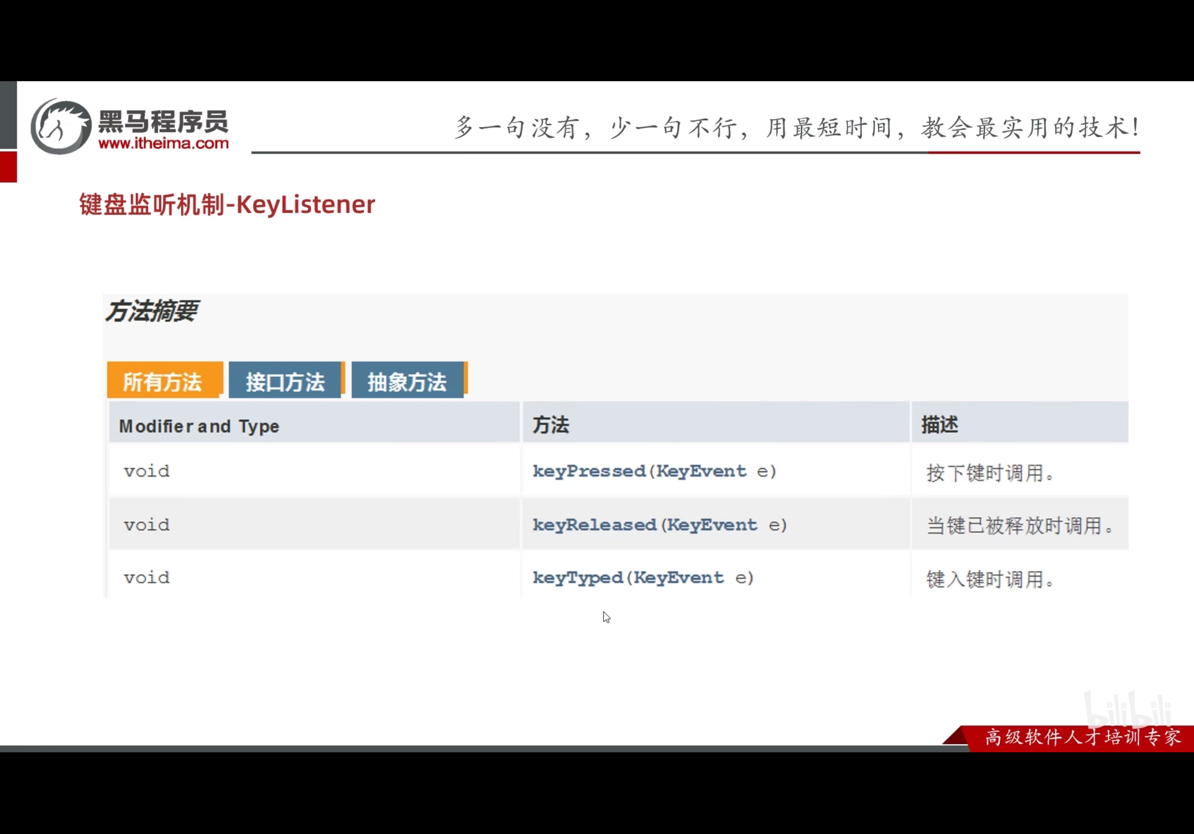 黑马程序员
www.itheima.com
多一句没有，少一句不行，用最短时间，教会最实用的技术！
键盘监听机制-KeyListener
方法摘要
所有方法 接口方法 抽象方法
Modifier and Type 方法 描述
void keyPressed(KeyEvent e) 按下键时调用。
void keyReleased(KeyEvent e) 当键已被释放时调用。
void keyTyped(KeyEvent e) 键入键时调用。
bilibili
高级软件人才培训专家